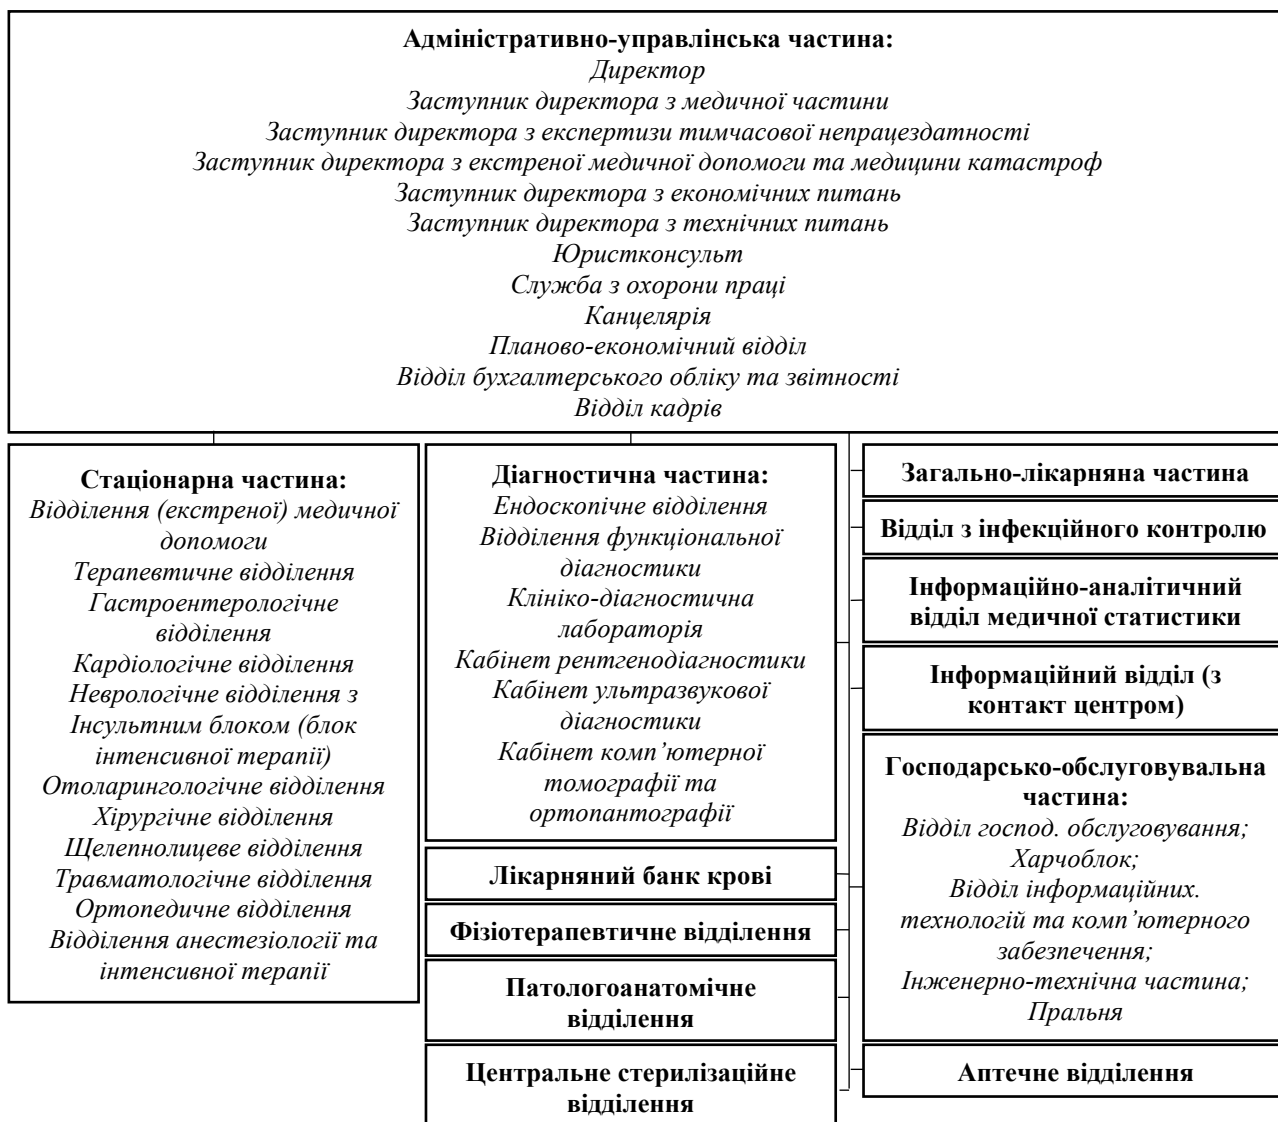 Адміністративно-управлінська частина:
Директор
Заступник директора з медичної частини
Заступник директора з експертизи тимчасової непрацездатності
Заступник директора з екстреної медичної допомоги та медицини катастроф
Заступник директора з економічних питань
Заступник директора з технічних питань
Юристконсульт
Служба з охорони праці
Канцелярія
Планово-економічний відділ
Відділ бухгалтерського обліку та звітності
Відділ кадрів
Стаціонарна частина:
Відділення (екстреної) медичної
допомоги
Терапевтичне відділення
Гастроентерологічне
відділення
Кардіологічне відділення
Неврологічне відділення з
Інсультним блоком (блок
інтенсивної терапії)
Отоларингологічне відділення
Хірургічне відділення
Щелепнолицеве відділення
Травматологічне відділення
Ортопедичне відділення
Відділення анестезіології та
інтенсивної терапії
Діагностична частина:
Ендоскопічне відділення
Відділення функціональної
діагностики
Клініко-діагностична
лабораторія
Кабінет рентгенодіагностики
Кабінет ультразвукової
діагностики
Кабінет комп’ютерної
томографії та
ортопантографії
Лікарняний банк крові
Фізіотерапевтичне відділення
Патологоанатомічне
відділення
Центральне стерилізаційне
відділення
Загально-лікарняна частина
Відділ з інфекційного контролю
Інформаційно-аналітичний
відділ медичної статистики
Інформаційний відділ (з
контакт центром)
Господарсько-обслуговувальна
частина:
Відділ господ. обслуговування;
Харчоблок;
Відділ інформаційних.
технологій та комп’ютерного
забезпечення;
Інженерно-технічна частина;
Пральня
Аптечне відділення